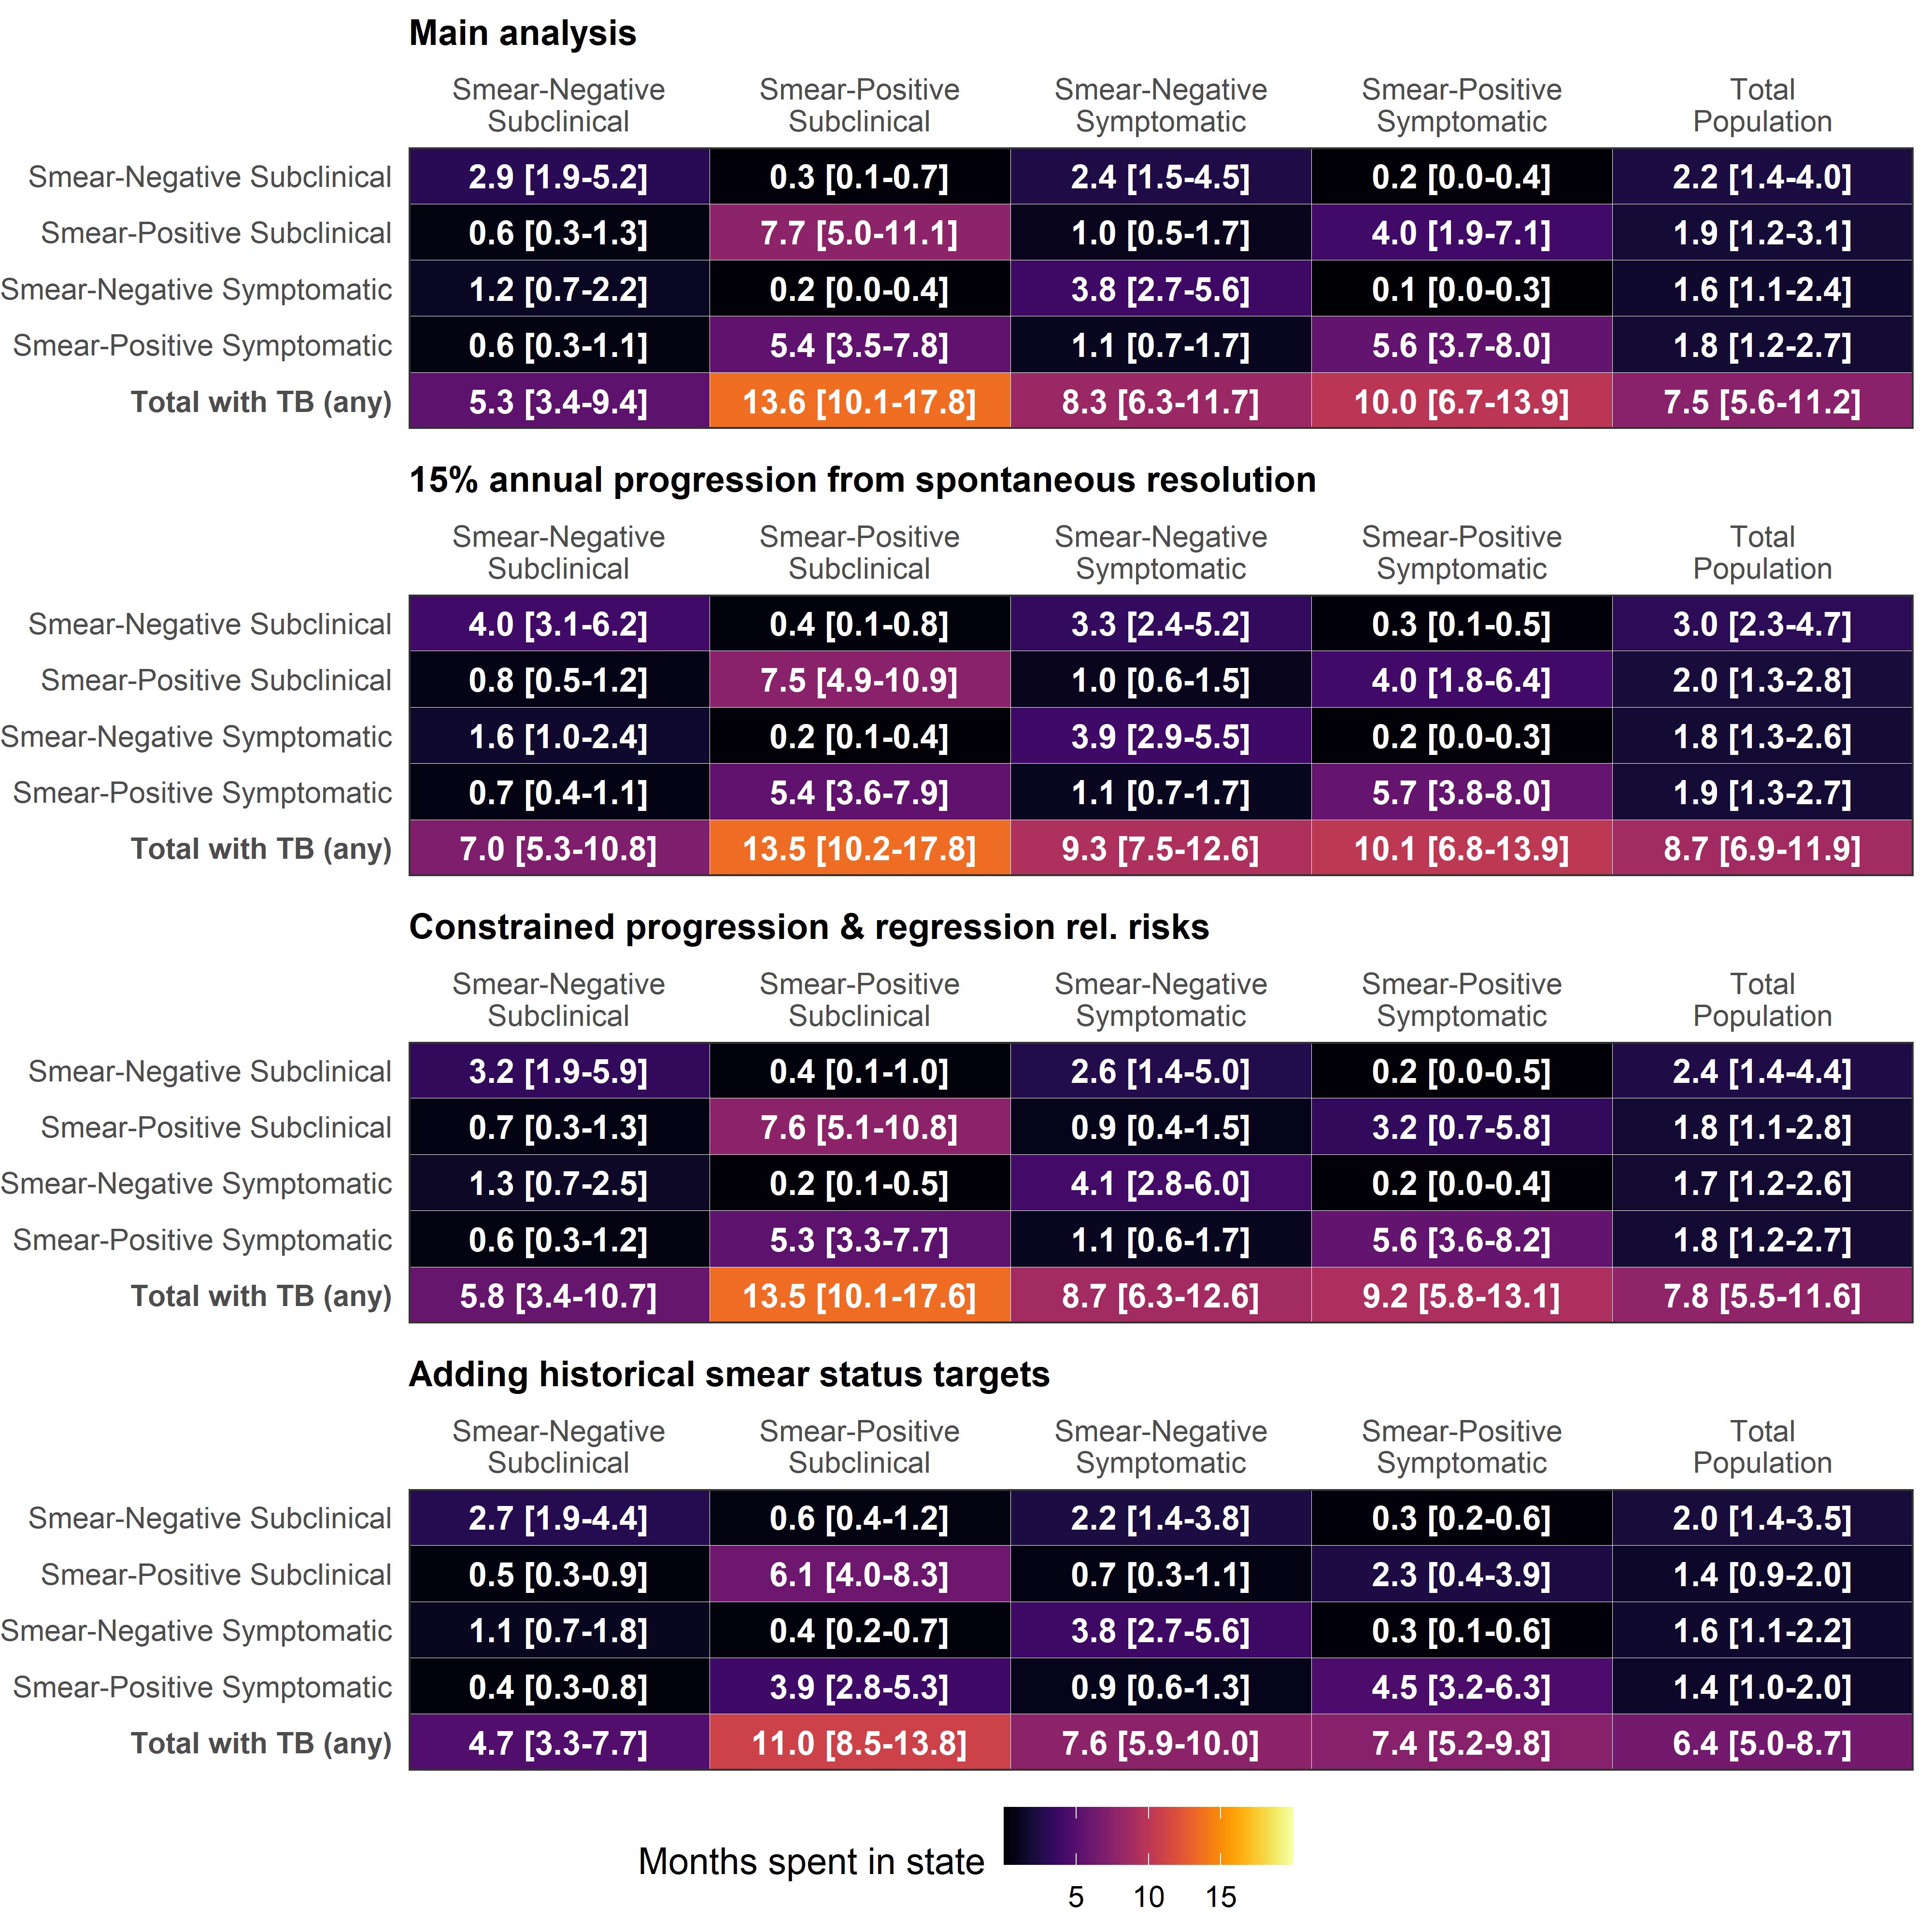 Main analysis
Smear-Negative Smear-Positive Smear-Negative Smear-Positive Total
Subclinical Subclinical Symptomatic Symptomatic Population
Smear-Negative Subclinical 2.9 [1.9-5.2] 0.3 [0.1-0.7] 2.4 [1.5-4.5] 0.2 [0.0-0.4] 2.2 [1.4-4.0]
Smear-Positive Subclinical 0.6 [0.3-1.3] 7.7 [5.0-11.1] 1.0 [0.5-1.7] 4.0 [1.9-7.1] 1.9 [1.2-3.1]
Smear-Negative Symptomatic 1.2 [0.7-2.2] 0.2 [0.0-0.4] 3.8 [2.7-5.6] 0.1 [0.0-0.3] 1.6 [1.1-2.4]
Smear-Positive Symptomatic 0.6 [0.3-1.1] 5.4 [3.5-7.8] 1.1 [0.7-1.7] 5.6 [3.7-8.0] 1.8 [1.2-2.7]
Total with TB (any) 5.3 [3.4-9.4] 13.6 [10.1-17.8] 8.3 [6.3-11.7] 10.0 [6.7-13.9] 7.5 [5.6-11.2]
15% annual progression from spontaneous resolution
Smear-Negative Smear-Positive Smear-Negative Smear-Positive Total
Subclinical Subclinical Symptomatic Symptomatic Population
Smear-Negative Subclinical 4.0 [3.1-6.2] 0.4 [0.1-0.8] 3.3 [2.4-5.2] 0.3 [0.1-0.5] 3.0 [2.3-4.7]
Smear-Positive Subclinical 0.8 [0.5-1.2] 7.5 [4.9-10.9] 1.0 [0.6-1.5] 4.0 [1.8-6.4] 2.0 [1.3-2.8]
Smear-Negative Symptomatic 1.6 [1.0-2.4] 0.2 [0.1-0.4] 3.9 [2.9-5.5] 0.2 [0.0-0.3] 1.8 [1.3-2.6]
Smear-Positive Symptomatic 0.7 [0.4-1.1] 5.4 [3.6-7.9] 1.1 [0.7-1.7] 5.7 [3.8-8.0] 1.9 [1.3-2.7]
Total with TB (any) 7.0 [5.3-10.8] 13.5 [10.2-17.8] 9.3 [7.5-12.6] 10.1 [6.8-13.9] 8.7 [6.9-11.9]
Constrained progression & regression rel. risks
Smear-Negative Smear-Positive Smear-Negative Smear-Positive Total
Subclinical Subclinical Symptomatic Symptomatic Population
Smear-Negative Subclinical 3.2 [1.9-5.9] 0.4 [0.1-1.0] 2.6 [1.4-5.0] 0.2 [0.0-0.5] 2.4 [1.4-4.4]
Smear-Positive Subclinical 0.7 [0.3-1.3] 7.6 [5.1-10.8] 0.9 [0.4-1.5] 3.2 [0.7-5.8] 1.8 [1.1-2.8]
Smear-Negative Symptomatic 1.3 [0.7-2.5] 0.2 [0.1-0.5] 4.1 [2.8-6.0] 0.2 [0.0-0.4] 1.7 [1.2-2.6]
Smear-Positive Symptomatic 0.6 [0.3-1.2] 5.3 [3.3-7.7] 1.1 [0.6-1.7] 5.6 [3.6-8.2] 1.8 [1.2-2.7]
Total with TB (any) 5.8 [3.4-10.7] 13.5 [10.1-17.6] 8.7 [6.3-12.6] 9.2 [5.8-13.1] 7.8 [5.5-11.6]
Adding historical smear status targets
Smear-Negative Smear-Positive Smear-Negative Smear-Positive Total
Subclinical Subclinical Symptomatic Symptomatic Population
Smear-Negative Subclinical 2.7 [1.9-4.4] 0.6 [0.4-1.2] 2.2 [1.4-3.8] 0.3 [0.2-0.6] 2.0 [1.4-3.5]
Smear-Positive Subclinical 0.5 [0.3-0.9] 6.1 [4.0-8.3] 0.7 [0.3-1.1] 2.3 [0.4-3.9] 1.4 [0.9-2.0]
Smear-Negative Symptomatic 1.1 [0.7-1.8] 0.4 [0.2-0.7] 3.8 [2.7-5.6] 0.3 [0.1-0.6] 1.6 [1.1-2.2]
Smear-Positive Symptomatic 0.4 [0.3-0.8] 3.9 [2.8-5.3] 0.9 [0.6-1.3] 4.5 [3.2-6.3] 1.4 [1.0-2.0]
Total with TB (any) 4.7 [3.3-7.7] 11.0 [8.5-13.8] 7.6 [5.9-10.0] 7.4 [5.2-9.8] 6.4 [5.0-8.7]
Months spent in state
5 10 15